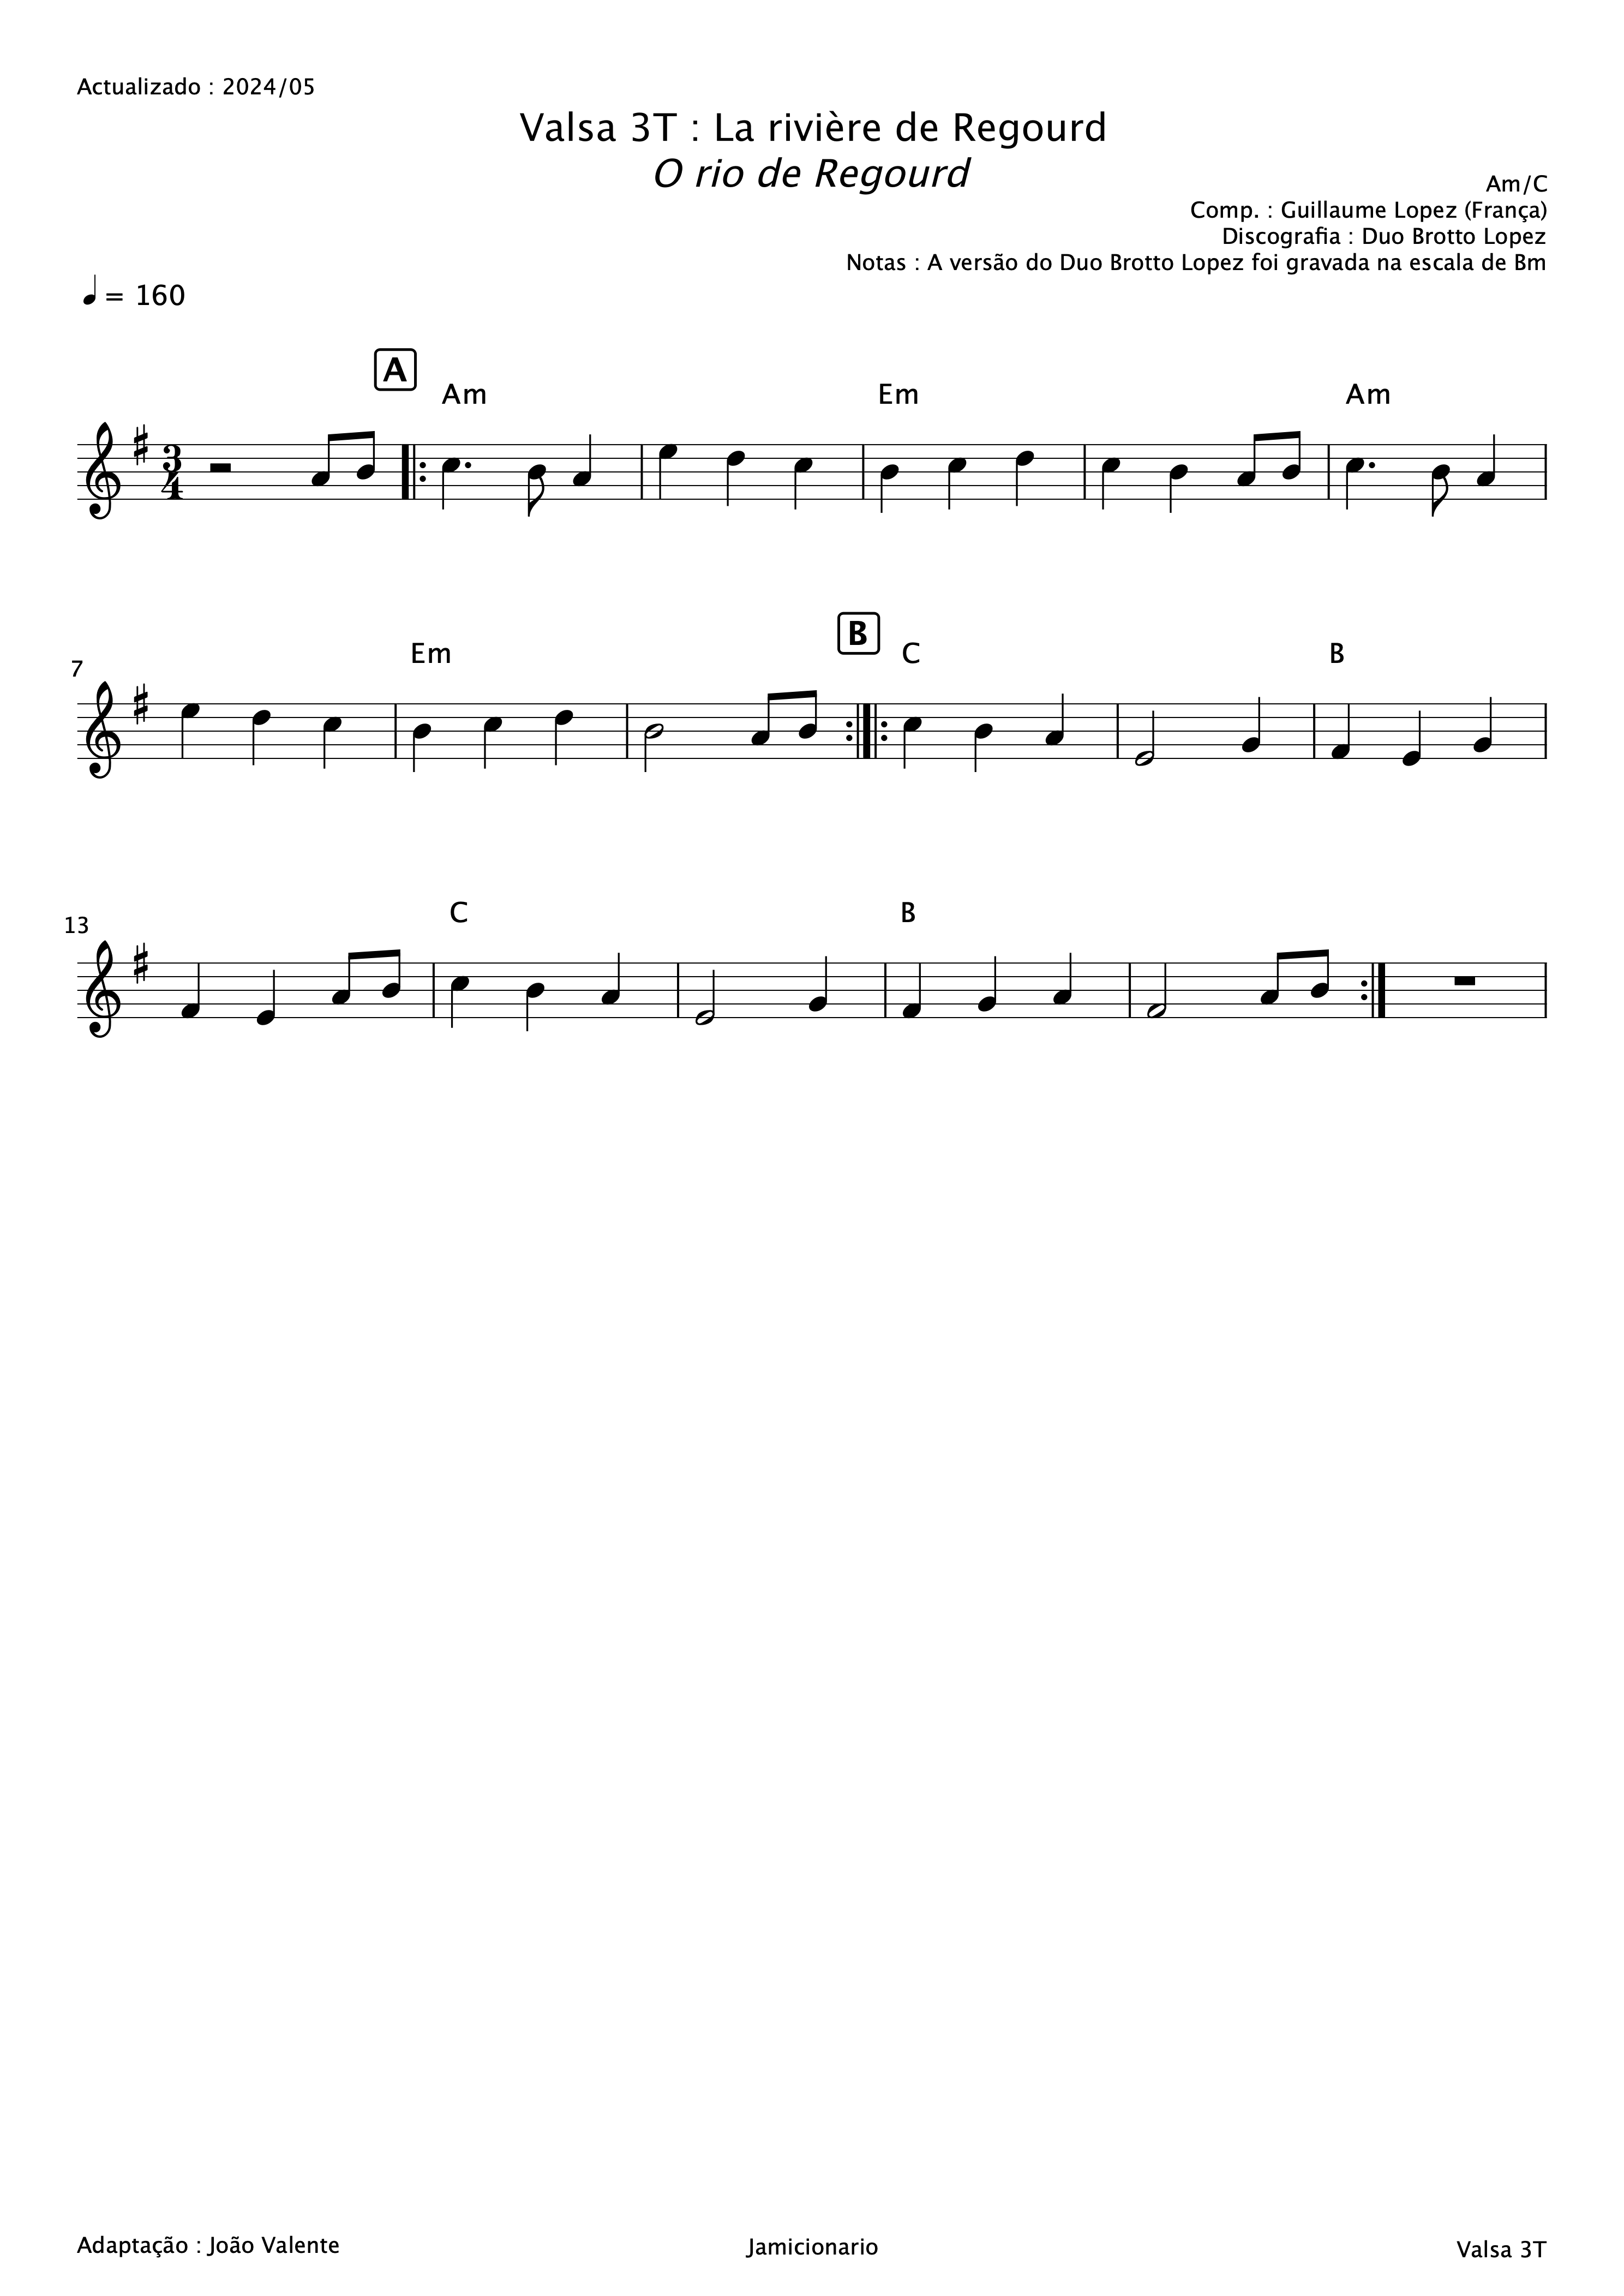 Actualizado : 2024/05
Valsa 3T : La rivière de Regourd
O rio de Regourd
Am/C
Comp. : Guillaume Lopez (França)
Discografia : Duo Brotto Lopez
Notas : A versão do Duo Brotto Lopez foi gravada na escala de Bm
= 160
A
Am Em Am
3
4
B
7 Em C B
13 C B
Adaptação : João Valente
Jamicionario
Valsa 3T